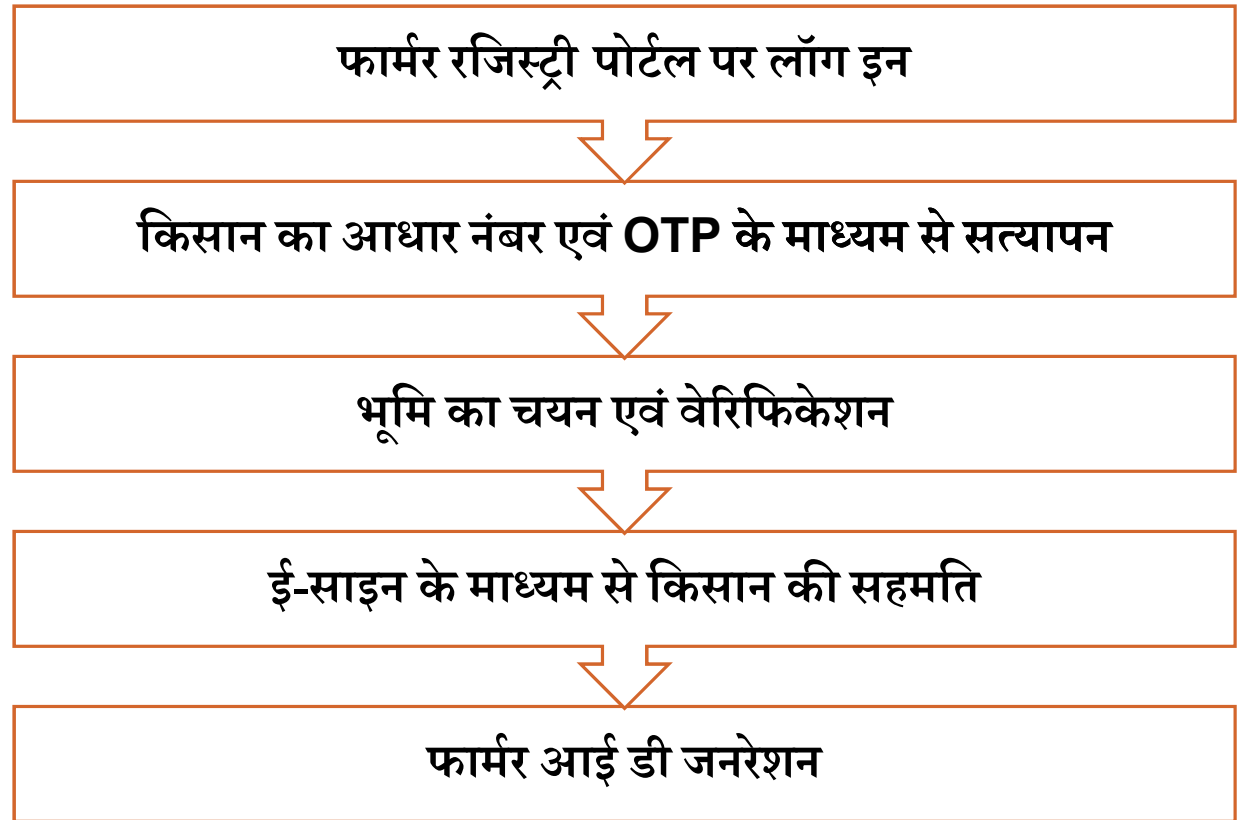 फार्मर रजिस्ट्री पोर्टल पर लॉग इन
किसान का आधार नंबर एवं OTP के माध्यम से सत्यापन
भूमि का चयन एवं वेरिफिकेशन
ई-साइन के माध्यम से किसान की सहमति
फार्मर आई डी जनरेशन